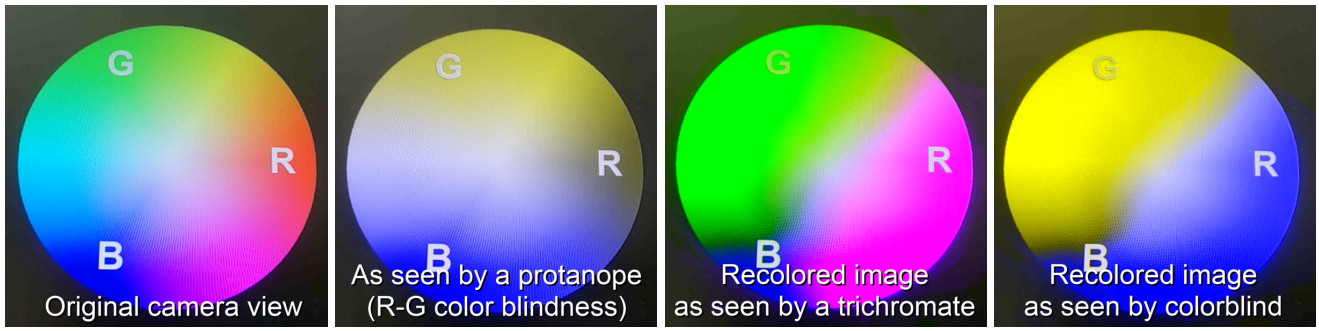 G
R
B
Original camera view
G
R
B
As seen by a protanope
(R-G color blindness)
G
R
B
Recolored image
as seen by a trichromate
G
R
B
Recolored image
as seen by colorblind